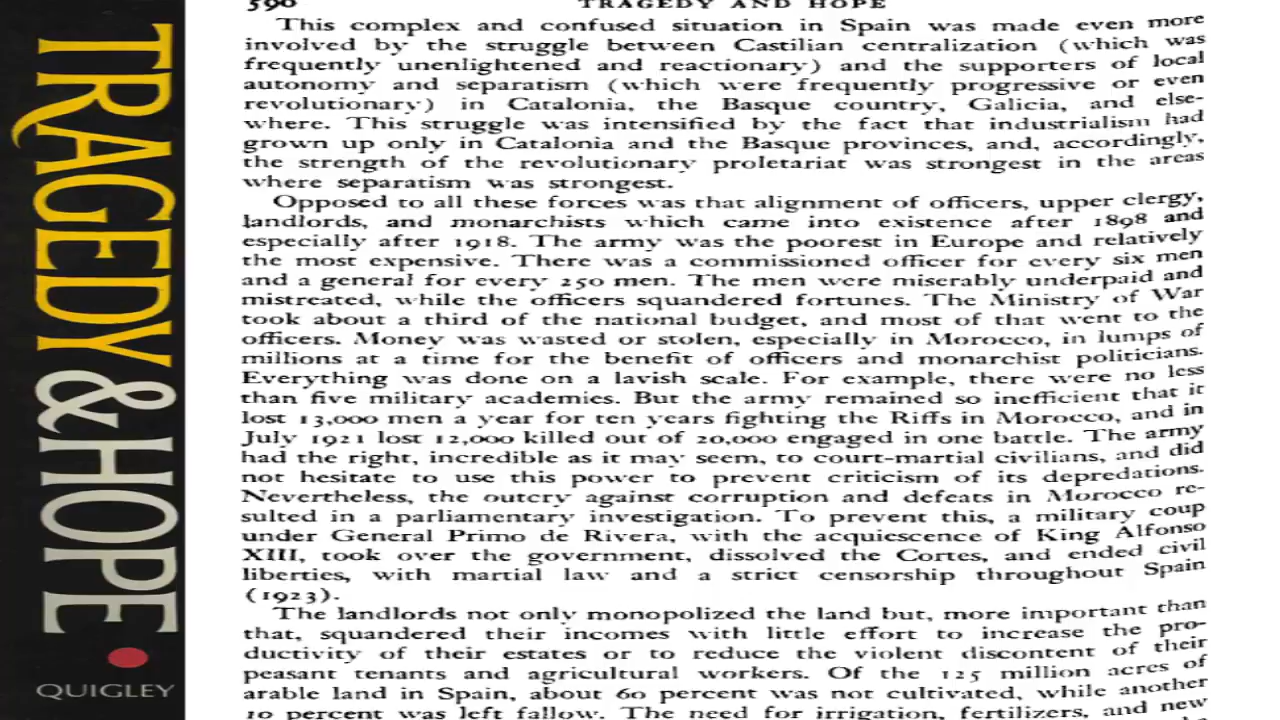 TRAGEDY & HOPE
QUIGLEY
590 TRAGEDY AND HOPE
This complex and confused situation in Spain was made even more
involved by the struggle between Castilian centralization (which was
frequently unenlightened and reactionary) and the supporters of local
autonomy and separatism (which were frequently progressive or even
revolutionary) in Catalonia, the Basque country, Galicia, and else-
where. This struggle was intensified by the fact that industrialism had
grown up only in Catalonia and the Basque provinces, and, accordingly,
the strength of the revolutionary proletariat was strongest in the areas
where separatism was strongest.
Opposed to all these forces was that alignment of officers, upper clergy,
landlords, and monarchists which came into existence after 1898 and
especially after 1918. The army was the poorest in Europe and relatively
the most expensive. There was a commissioned officer for every six men
and a general for every 250 men. The men were miserably underpaid and
mistreated, while the officers squandered fortunes. The Ministry of War
took about a third of the national budget, and most of that went to the
officers. Money was wasted or stolen, especially in Morocco, in lumps of
millions at a time for the benefit of officers and monarchist politicians.
Everything was done on a lavish scale. For example, there were no less
than five military academies. But the army remained so inefficient that it
lost 13,000 men a year for ten years fighting the Riffs in Morocco, and in
July 1921 lost 12,000 killed out of 20,000 engaged in one battle. The army
had the right, incredible as it may seem, to court-martial civilians, and did
not hesitate to use this power to prevent criticism of its depredations.
Nevertheless, the outcry against corruption and defeats in Morocco re-
sulted in a parliamentary investigation. To prevent this, a military coup
under General Primo de Rivera, with the acquiescence of King Alfonso
XIII, took over the government, dissolved the Cortes, and ended civil
liberties, with martial law and a strict censorship throughout Spain
(1923).
The landlords not only monopolized the land but, more important than
that, squandered their incomes with little effort to increase the pro-
ductivity of their estates or to reduce the violent discontent of their
peasant tenants and agricultural workers. Of the 125 million acres of
arable land in Spain, about 60 percent was not cultivated, while another
10 percent was left fallow. The need for irrigation, fertilizers, and new